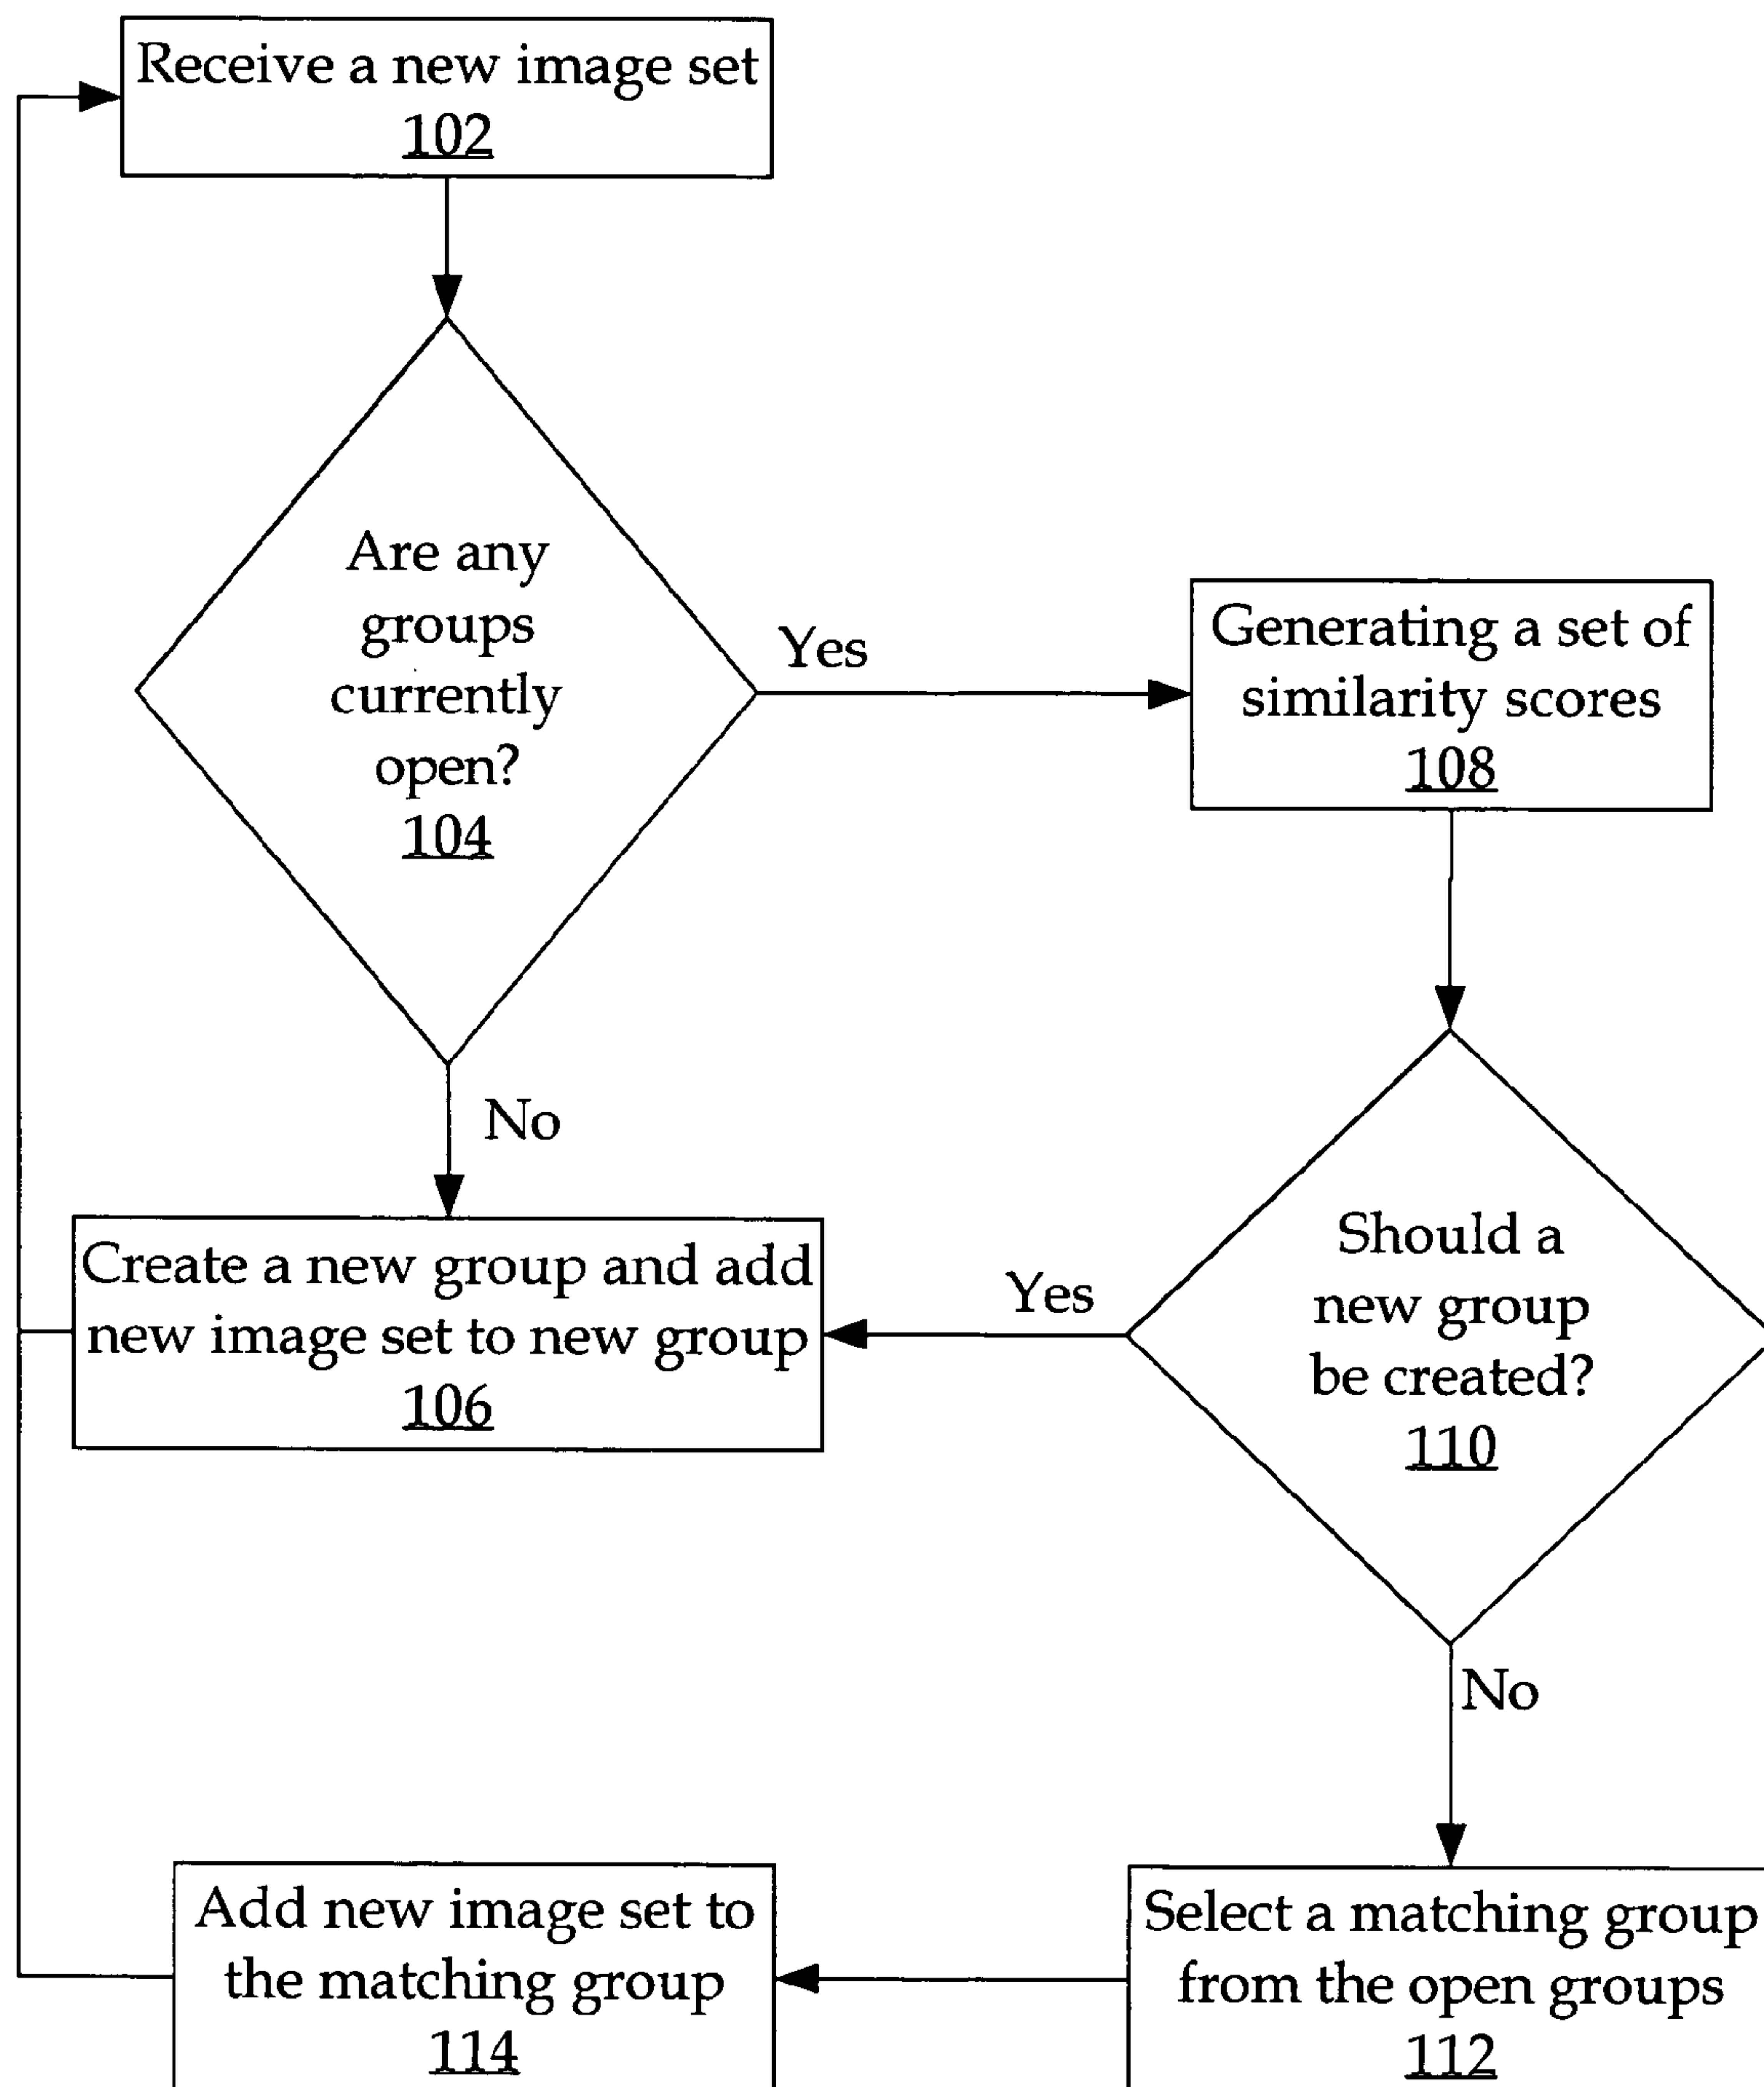 Receive a new image set
102
Are any
groups
currently
open?
104
Yes
Generating a set of
similarity scores
108
No
Create a new group and add
new image set to new group
106
Yes
Should a
new group
be created?
110
No
Add new image set to
the matching group
114
Select a matching group
from the open groups
112